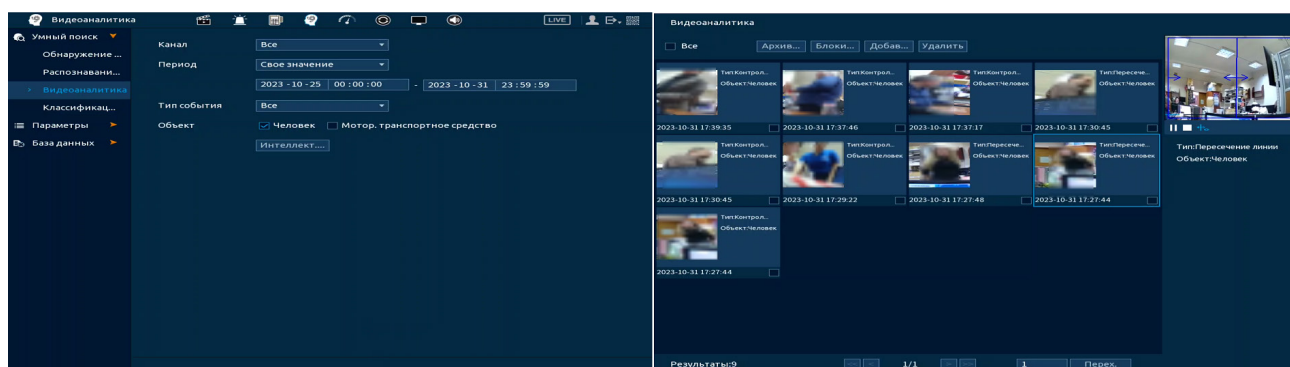 Видеоаналитика
LIVE
Умный поиск
Обнаружение ...
Распознавани...
Видеоаналитика
Классификац...
Параметры
База данных
Канал
Все
Период
Свое значение
2023 - 10 - 25 00 : 00 : 00 - 2023 - 10 - 31 23 : 59 : 59
Тип события
Все
Объект
Человек
Мотор. транспортное средство
Интеллект....
Видеоаналитика
Все
Архив...
Блоки...
Добав...
Удалить
Тип:Контрол...
Объект:Человек
2023-10-31 17:39:35
Тип:Контрол...
Объект:Человек
2023-10-31 17:37:46
Тип:Контрол...
Объект:Человек
2023-10-31 17:37:17
Тип:Пересече...
Объект:Человек
2023-10-31 17:30:45
Тип:Контрол...
Объект:Человек
2023-10-31 17:30:45
Тип:Контрол...
Объект:Человек
2023-10-31 17:29:22
Тип:Пересече...
Объект:Человек
2023-10-31 17:27:48
Тип:Пересече...
Объект:Человек
2023-10-31 17:27:44
Тип:Контрол...
Объект:Человек
2023-10-31 17:27:44
Тип:Пересечение линии
Объект:Человек
Результаты:9
1/1
1
Перех.